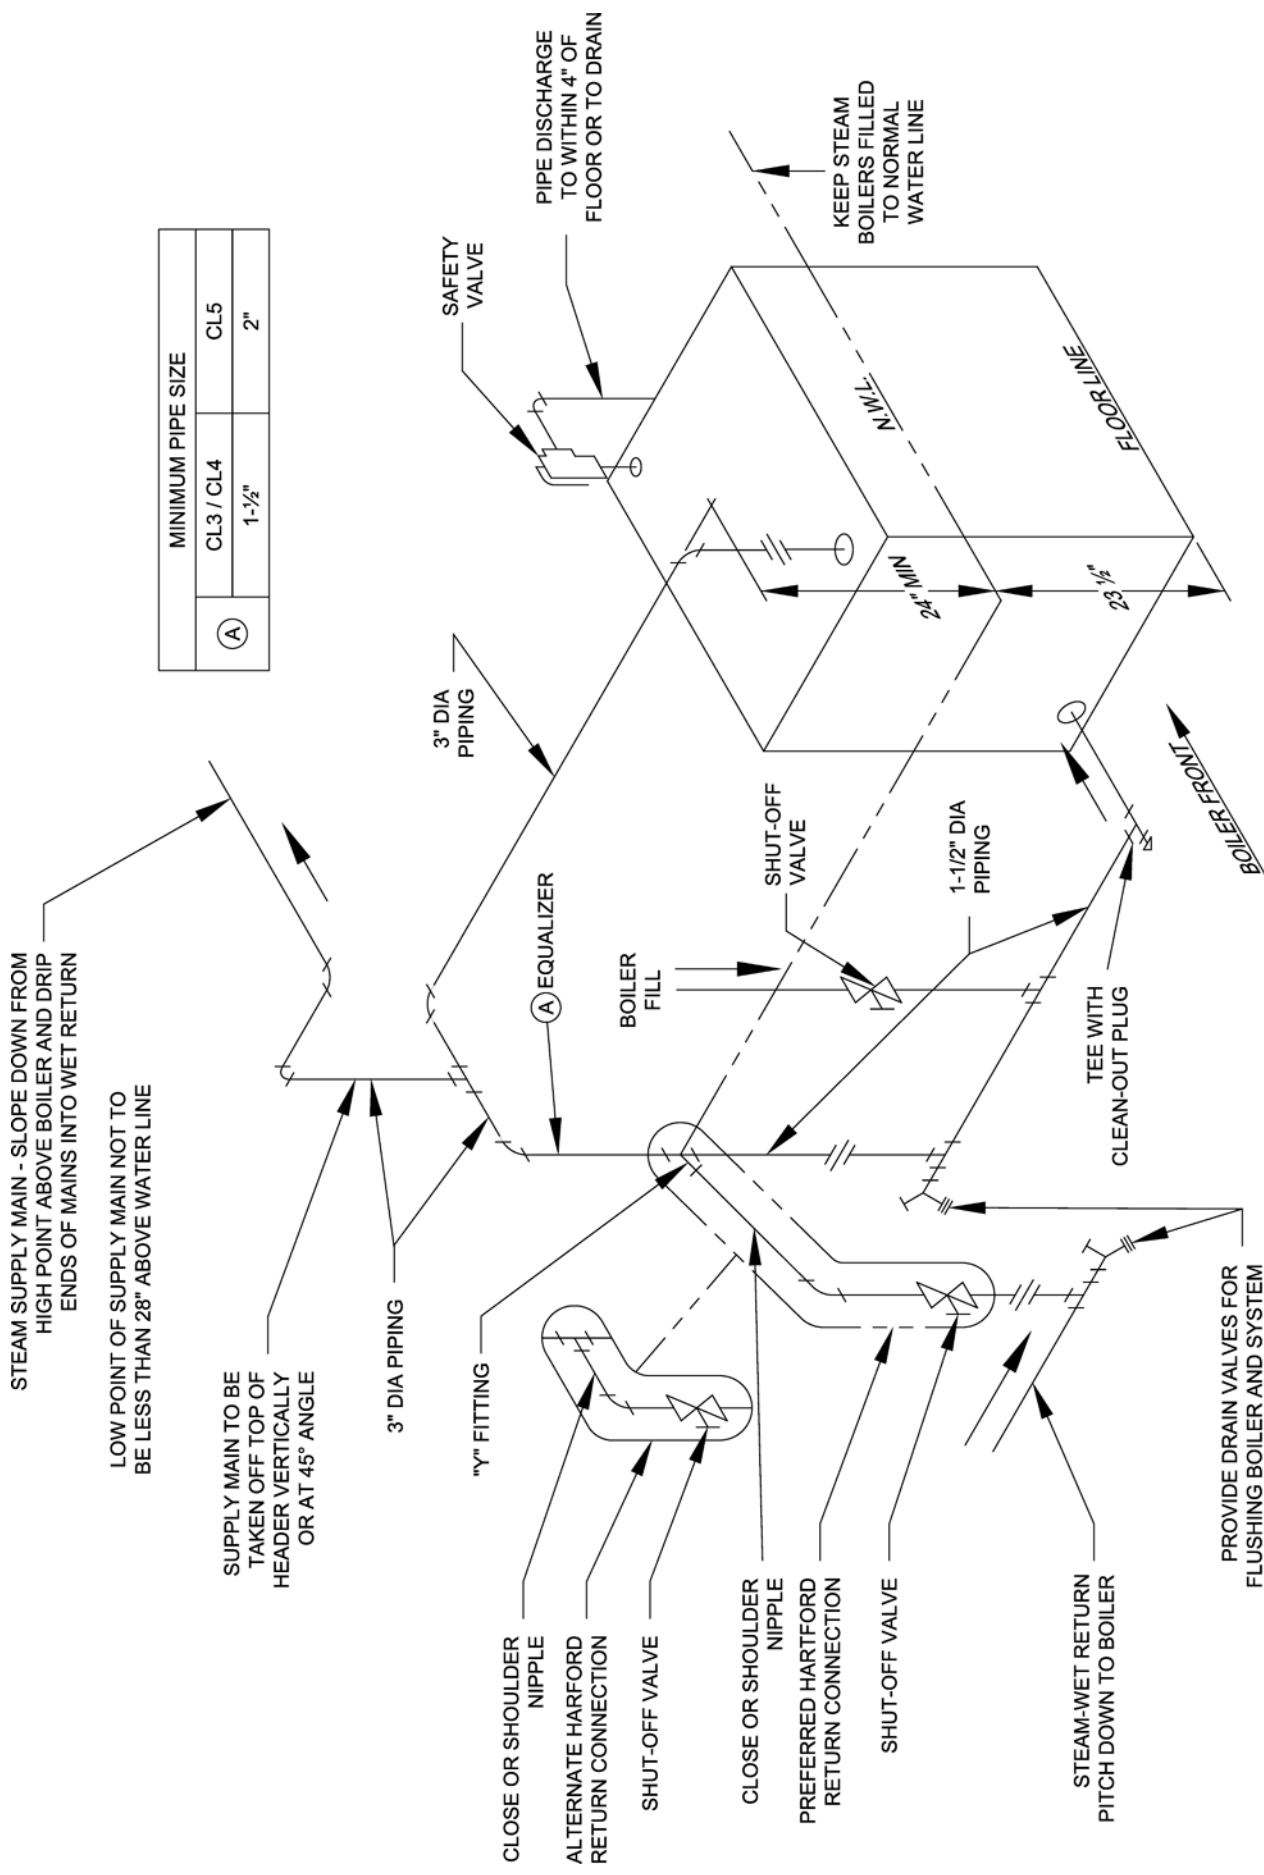 STEAM SUPPLY MAIN - SLOPE DOWN FROM
HIGH POINT ABOVE BOILER AND DRIP
ENDS OF MAINS INTO WET RETURN
LOW POINT OF SUPPLY MAIN NOT TO
BE LESS THAN 28" ABOVE WATER LINE
SUPPLY MAIN TO BE
TAKEN OFF TOP OF
HEADER VERTICALLY
OR AT 45° ANGLE
3" DIA PIPING
"Y" FITTING
CLOSE OR SHOULDER
NIPPLE
ALTERNATE HARFORD
RETURN CONNECTION
SHUT-OFF VALVE
CLOSE OR SHOULDER
NIPPLE
PREFERRED HARTFORD
RETURN CONNECTION
SHUT-OFF VALVE
STEAM-WET RETURN
PITCH DOWN TO BOILER
PROVIDE DRAIN VALVES FOR
FLUSHING BOILER AND SYSTEM
MINIMUM PIPE SIZE
A CL3 / CL4 CL5
1-½" 2"
3" DIA
PIPING
A EQUALIZER
BOILER
FILL
SHUT-OFF
VALVE
1-1/2" DIA
PIPING
TEE WITH
CLEAN-OUT PLUG
SAFETY
VALVE
PIPE DISCHARGE
TO WITHIN 4" OF
FLOOR OR TO DRAIN
KEEP STEAM
BOILERS FILLED
TO NORMAL
WATER LINE
N.W.L.
24" MIN
23 ½"
FLOOR LINE
BOILER FRONT